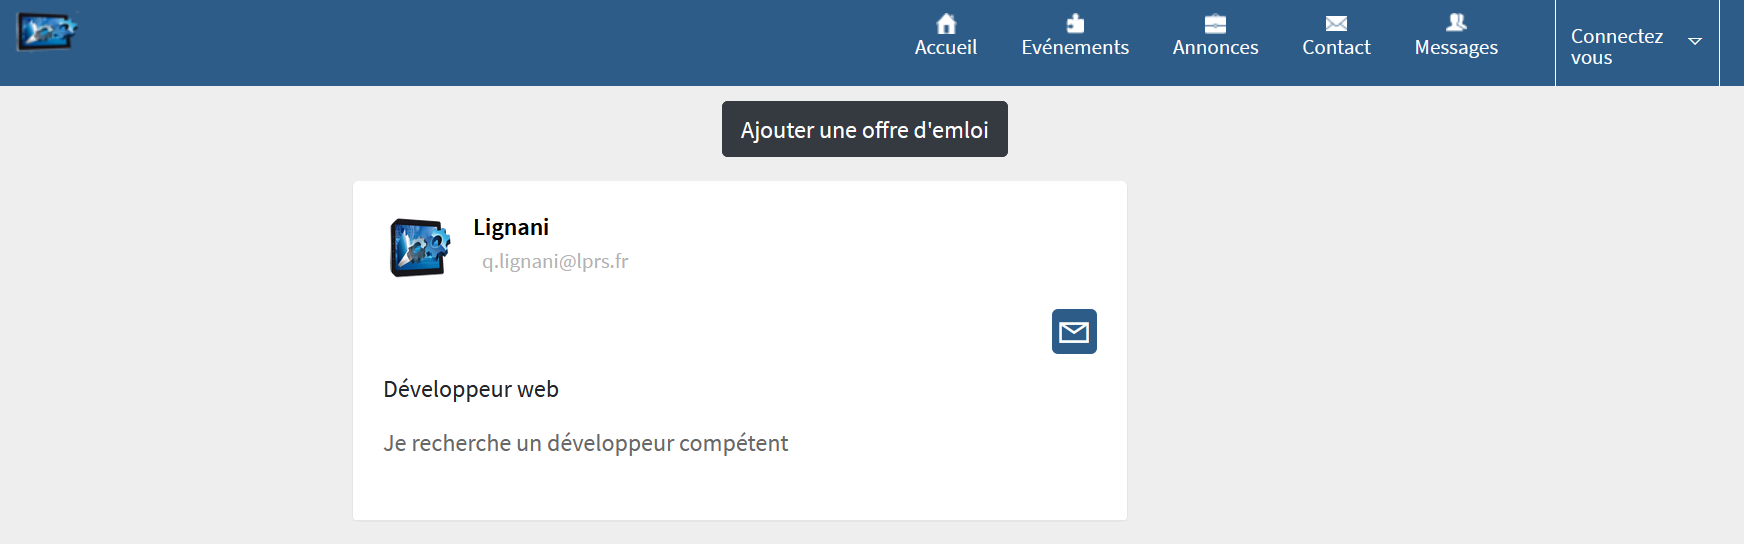 Accueil
Evénements
Annonces
Contact
Messages
Connectez
vous
Ajouter une offre d'emloi
Lignani
q.lignani@lprs.fr
Développeur web
Je recherche un développeur compétent